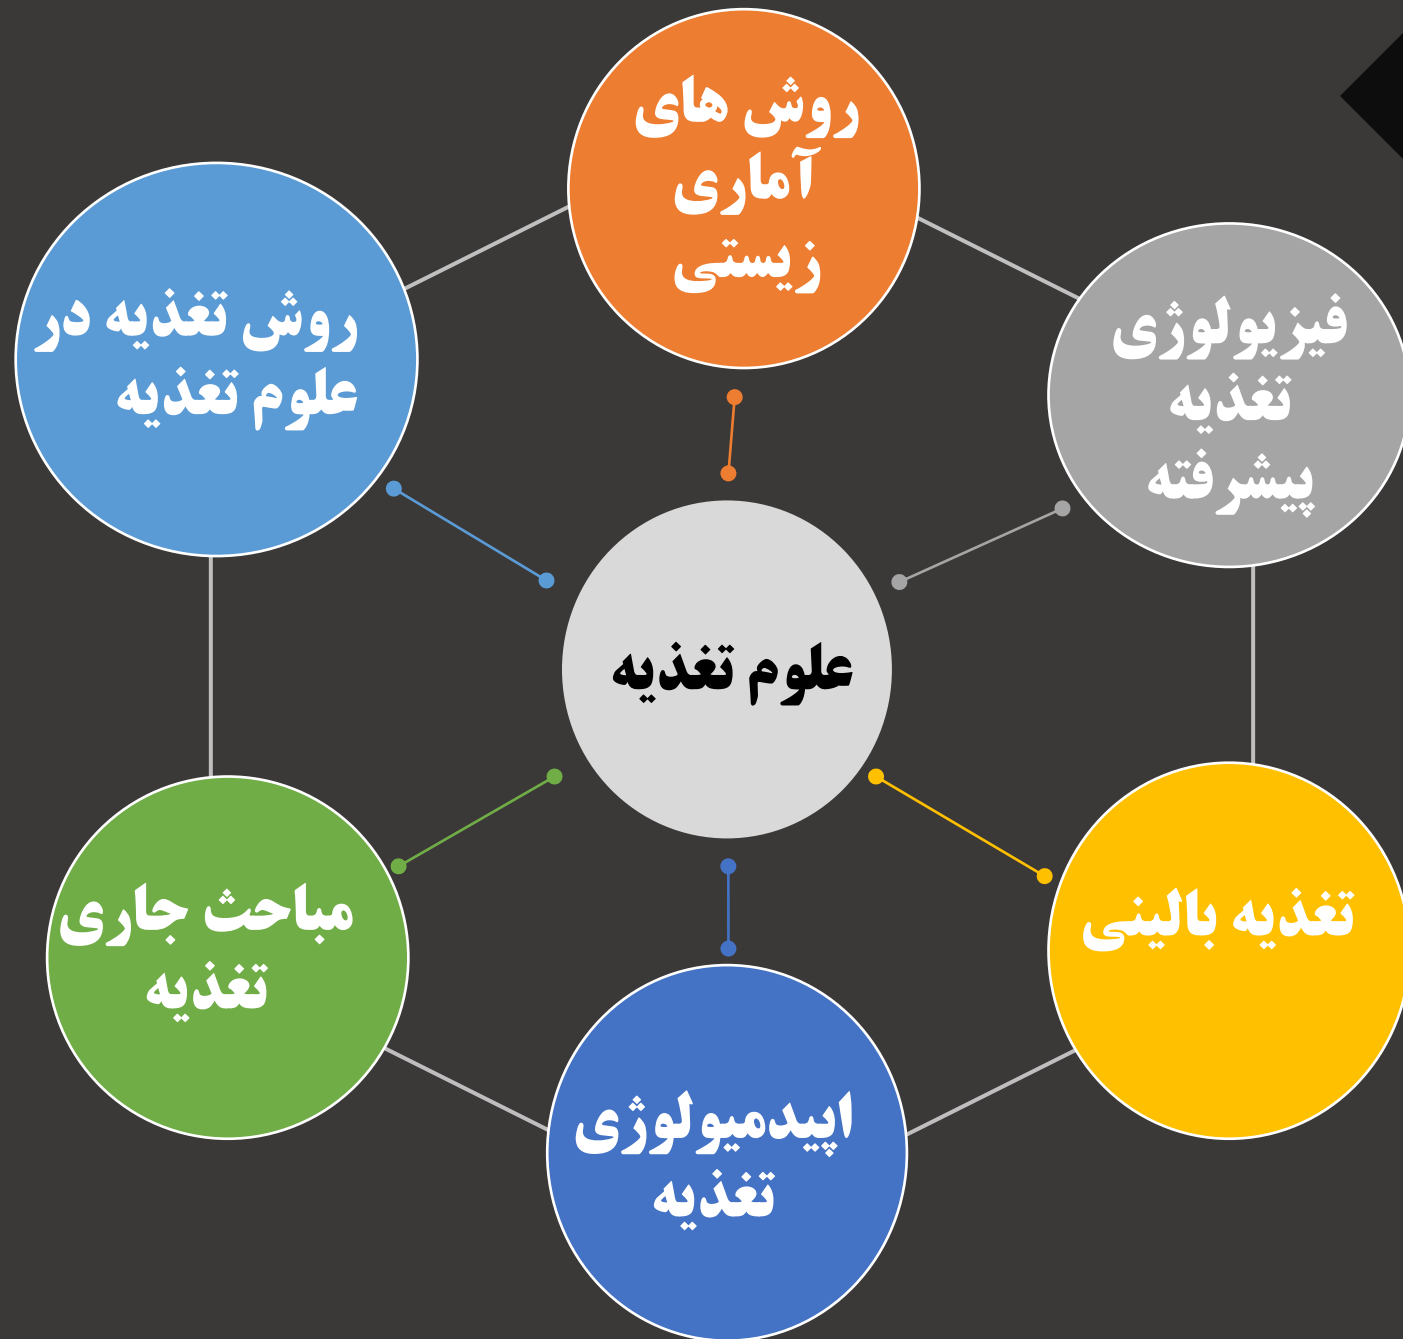 روش های
آماری
زیستی
فیزیولوژی
تغذیه
پیشرفته
روش تغذیه در
علوم تغذیه
علوم تغذیه
تغذیه بالینی
مباحث جاری
تغذیه
اپیدمیولوژی
تغذیه